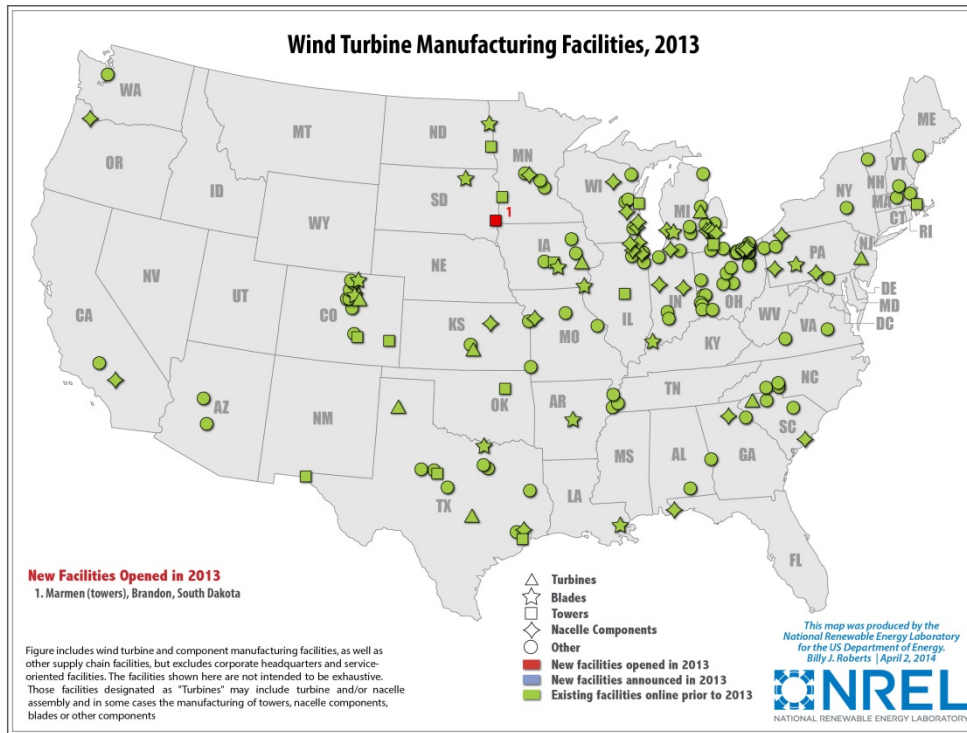 Wind Turbine Manufacturing Facilities, 2013
WA
MT
ND
MN
ME
OR
ID
SD
WI
MI
VT
NH
NY
MA
CT
RI
WY
1
IA
NE
PA
NJ
NV
UT
CO
KS
MO
IL
IN
OH
WV
VA
DE
MD
DC
CA
KY
AZ
NM
OK
AR
TN
NC
SC
MS
AL
GA
TX
LA
FL
New Facilities Opened in 2013
1. Marmen (towers), Brandon, South Dakota
Figure includes wind turbine and component manufacturing facilities, as well as
other supply chain facilities, but excludes corporate headquarters and service-
oriented facilities. The facilities shown here are not intended to be exhaustive.
Those facilities designated as "Turbines" may include turbine and/or nacelle
assembly and in some cases the manufacturing of towers, nacelle components,
blades or other components
Turbines
Blades
Towers
Nacelle Components
Other
New facilities opened in 2013
New facilities announced in 2013
Existing facilities online prior to 2013
This map was produced by the
National Renewable Energy Laboratory
for the US Department of Energy.
Billy J. Roberts | April 2, 2014
NREL
NATIONAL RENEWABLE ENERGY LABORATORY